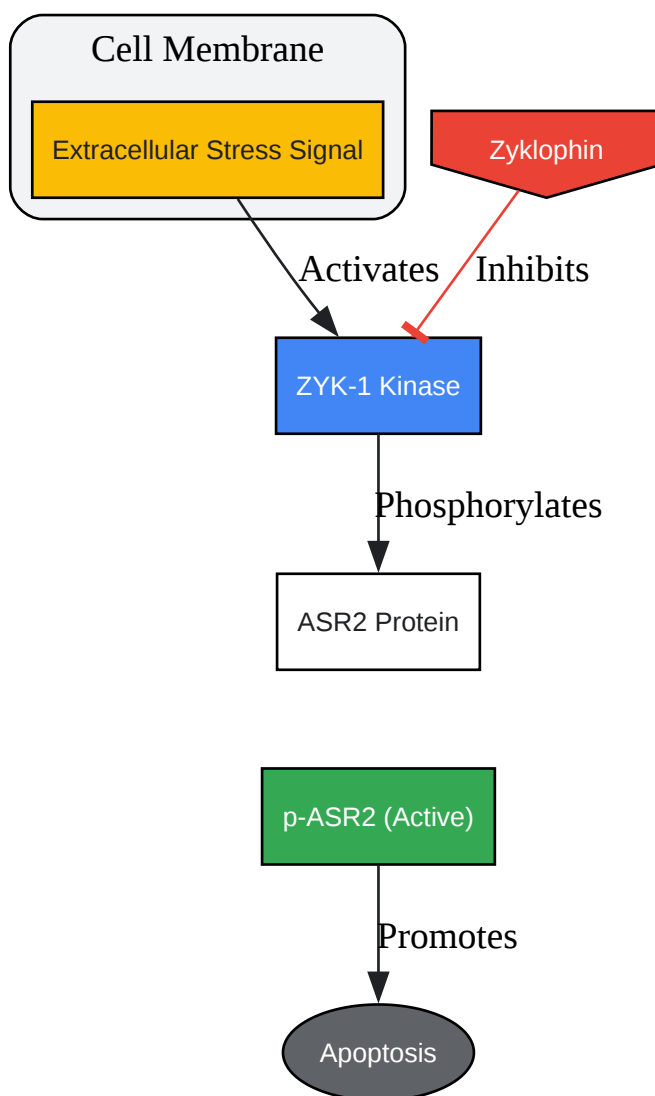 Cell Membrane
Extracellular Stress Signal
Zyklophin
Activates
Inhibits
ZYK-1 Kinase
Phosphorylates
ASR2 Protein
p-ASR2 (Active)
Promotes
Apoptosis